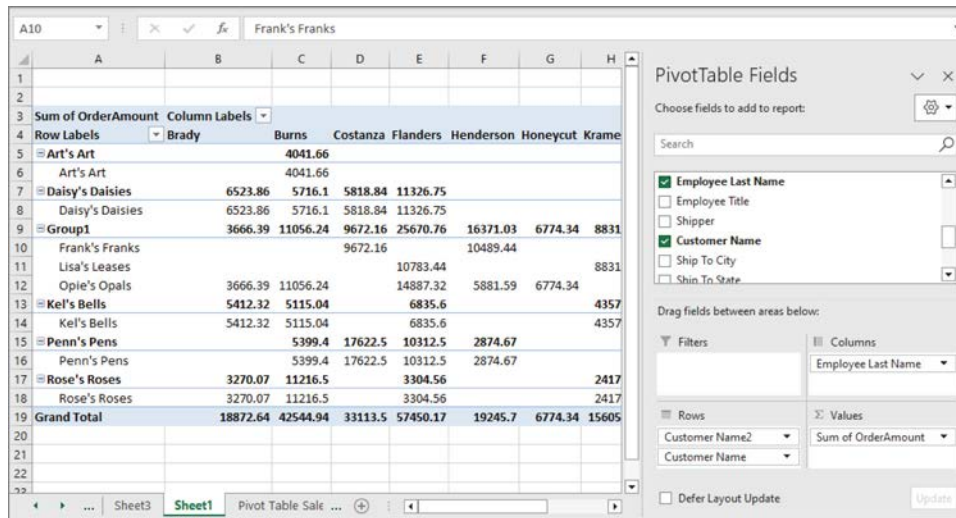 A10 fx Frank's Franks
A B C D E F G H
1
2
3 Sum of OrderAmount Column Labels
4 Row Labels Brady Burns Costanza Flanders Henderson Honeycut Krame
5 Art's Art 4041.66
6 Art's Art 4041.66
7 Daisy's Daisies 6523.86 5716.1 5818.84 11326.75
8 Daisy's Daisies 6523.86 5716.1 5818.84 11326.75
9 Group1 3666.39 11056.24 9672.16 25670.76 16371.03 6774.34 8831
10 Frank's Franks 9672.16 10489.44
11 Lisa's Leases 10783.44 8831
12 Opie's Opals 3666.39 11056.24 14887.32 5881.59 6774.34
13 Kel's Bells 5412.32 5115.04 6835.6 4357
14 Kel's Bells 5412.32 5115.04 6835.6 4357
15 Penn's Pens 5399.4 17622.5 10312.5 2874.67
16 Penn's Pens 5399.4 17622.5 10312.5 2874.67
17 Rose's Roses 3270.07 11216.5 3304.56 2417
18 Rose's Roses 3270.07 11216.5 3304.56 2417
19 Grand Total 18872.64 42544.94 33113.5 57450.17 19245.7 6774.34 15605
20
21
22
23
... Sheet3 Sheet1 Pivot Table Sale ...
PivotTable Fields
Choose fields to add to report:
Search
Employee Last Name
Employee Title
Shipper
Customer Name
Ship To City
Ship To State
Drag fields between areas below:
Filters
Columns
Employee Last Name
Rows
Customer Name2
Customer Name
Σ Values
Sum of OrderAmount
Defer Layout Update
Update